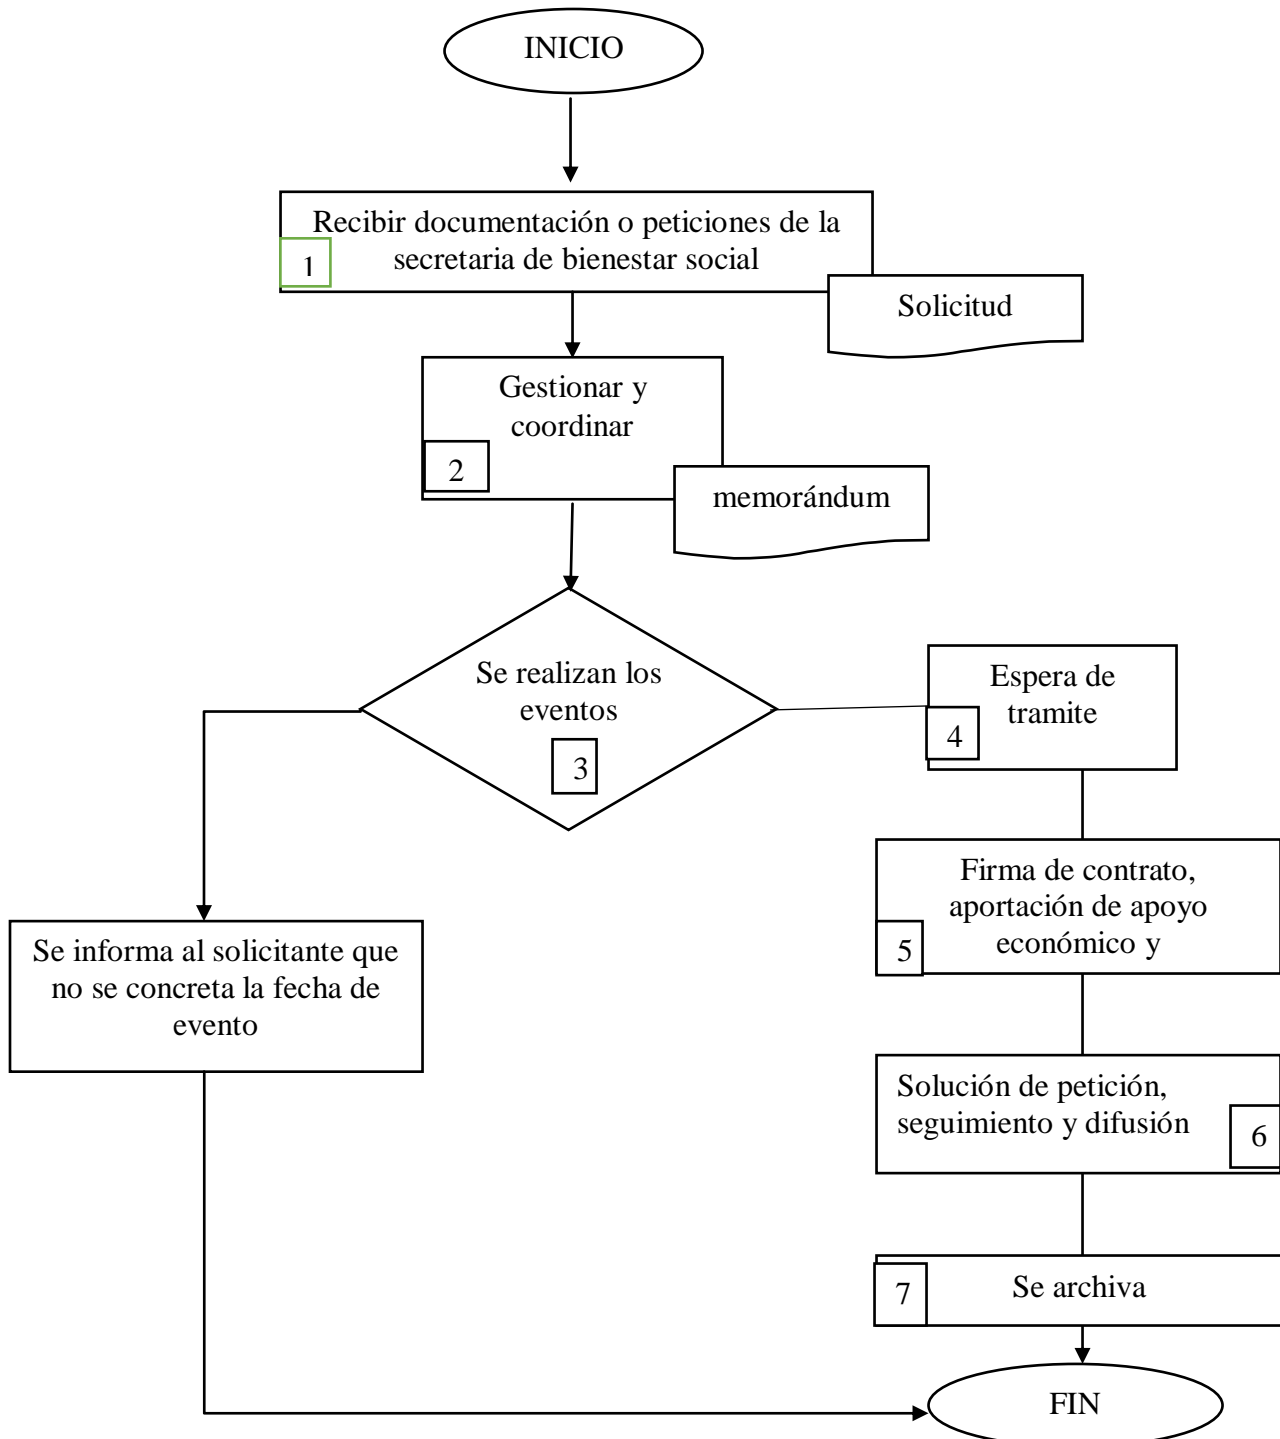 INICIO
Recibir documentación o peticiones de la
secretaria de bienestar social
1
Solicitud
Gestionar y
coordinar
2
memorándum
Se realizan los
eventos
3
Espera de
tramite
4
Firma de contrato,
aportación de apoyo
económico y
5
Se informa al solicitante que
no se concreta la fecha de
evento
Solución de petición,
seguimiento y difusión
6
7
Se archiva
FIN